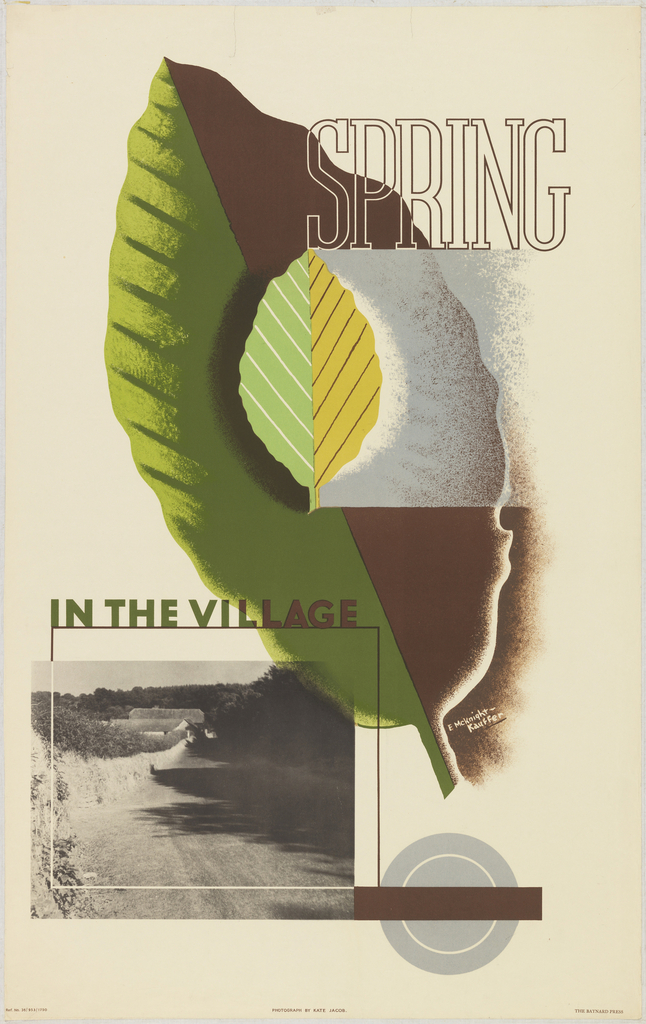 SPRING
IN THE VILLAGE
E McKnight-
Kauffer
PHOTOGRAPH BY KATE JACOB.
THE BAYNARD PRESS